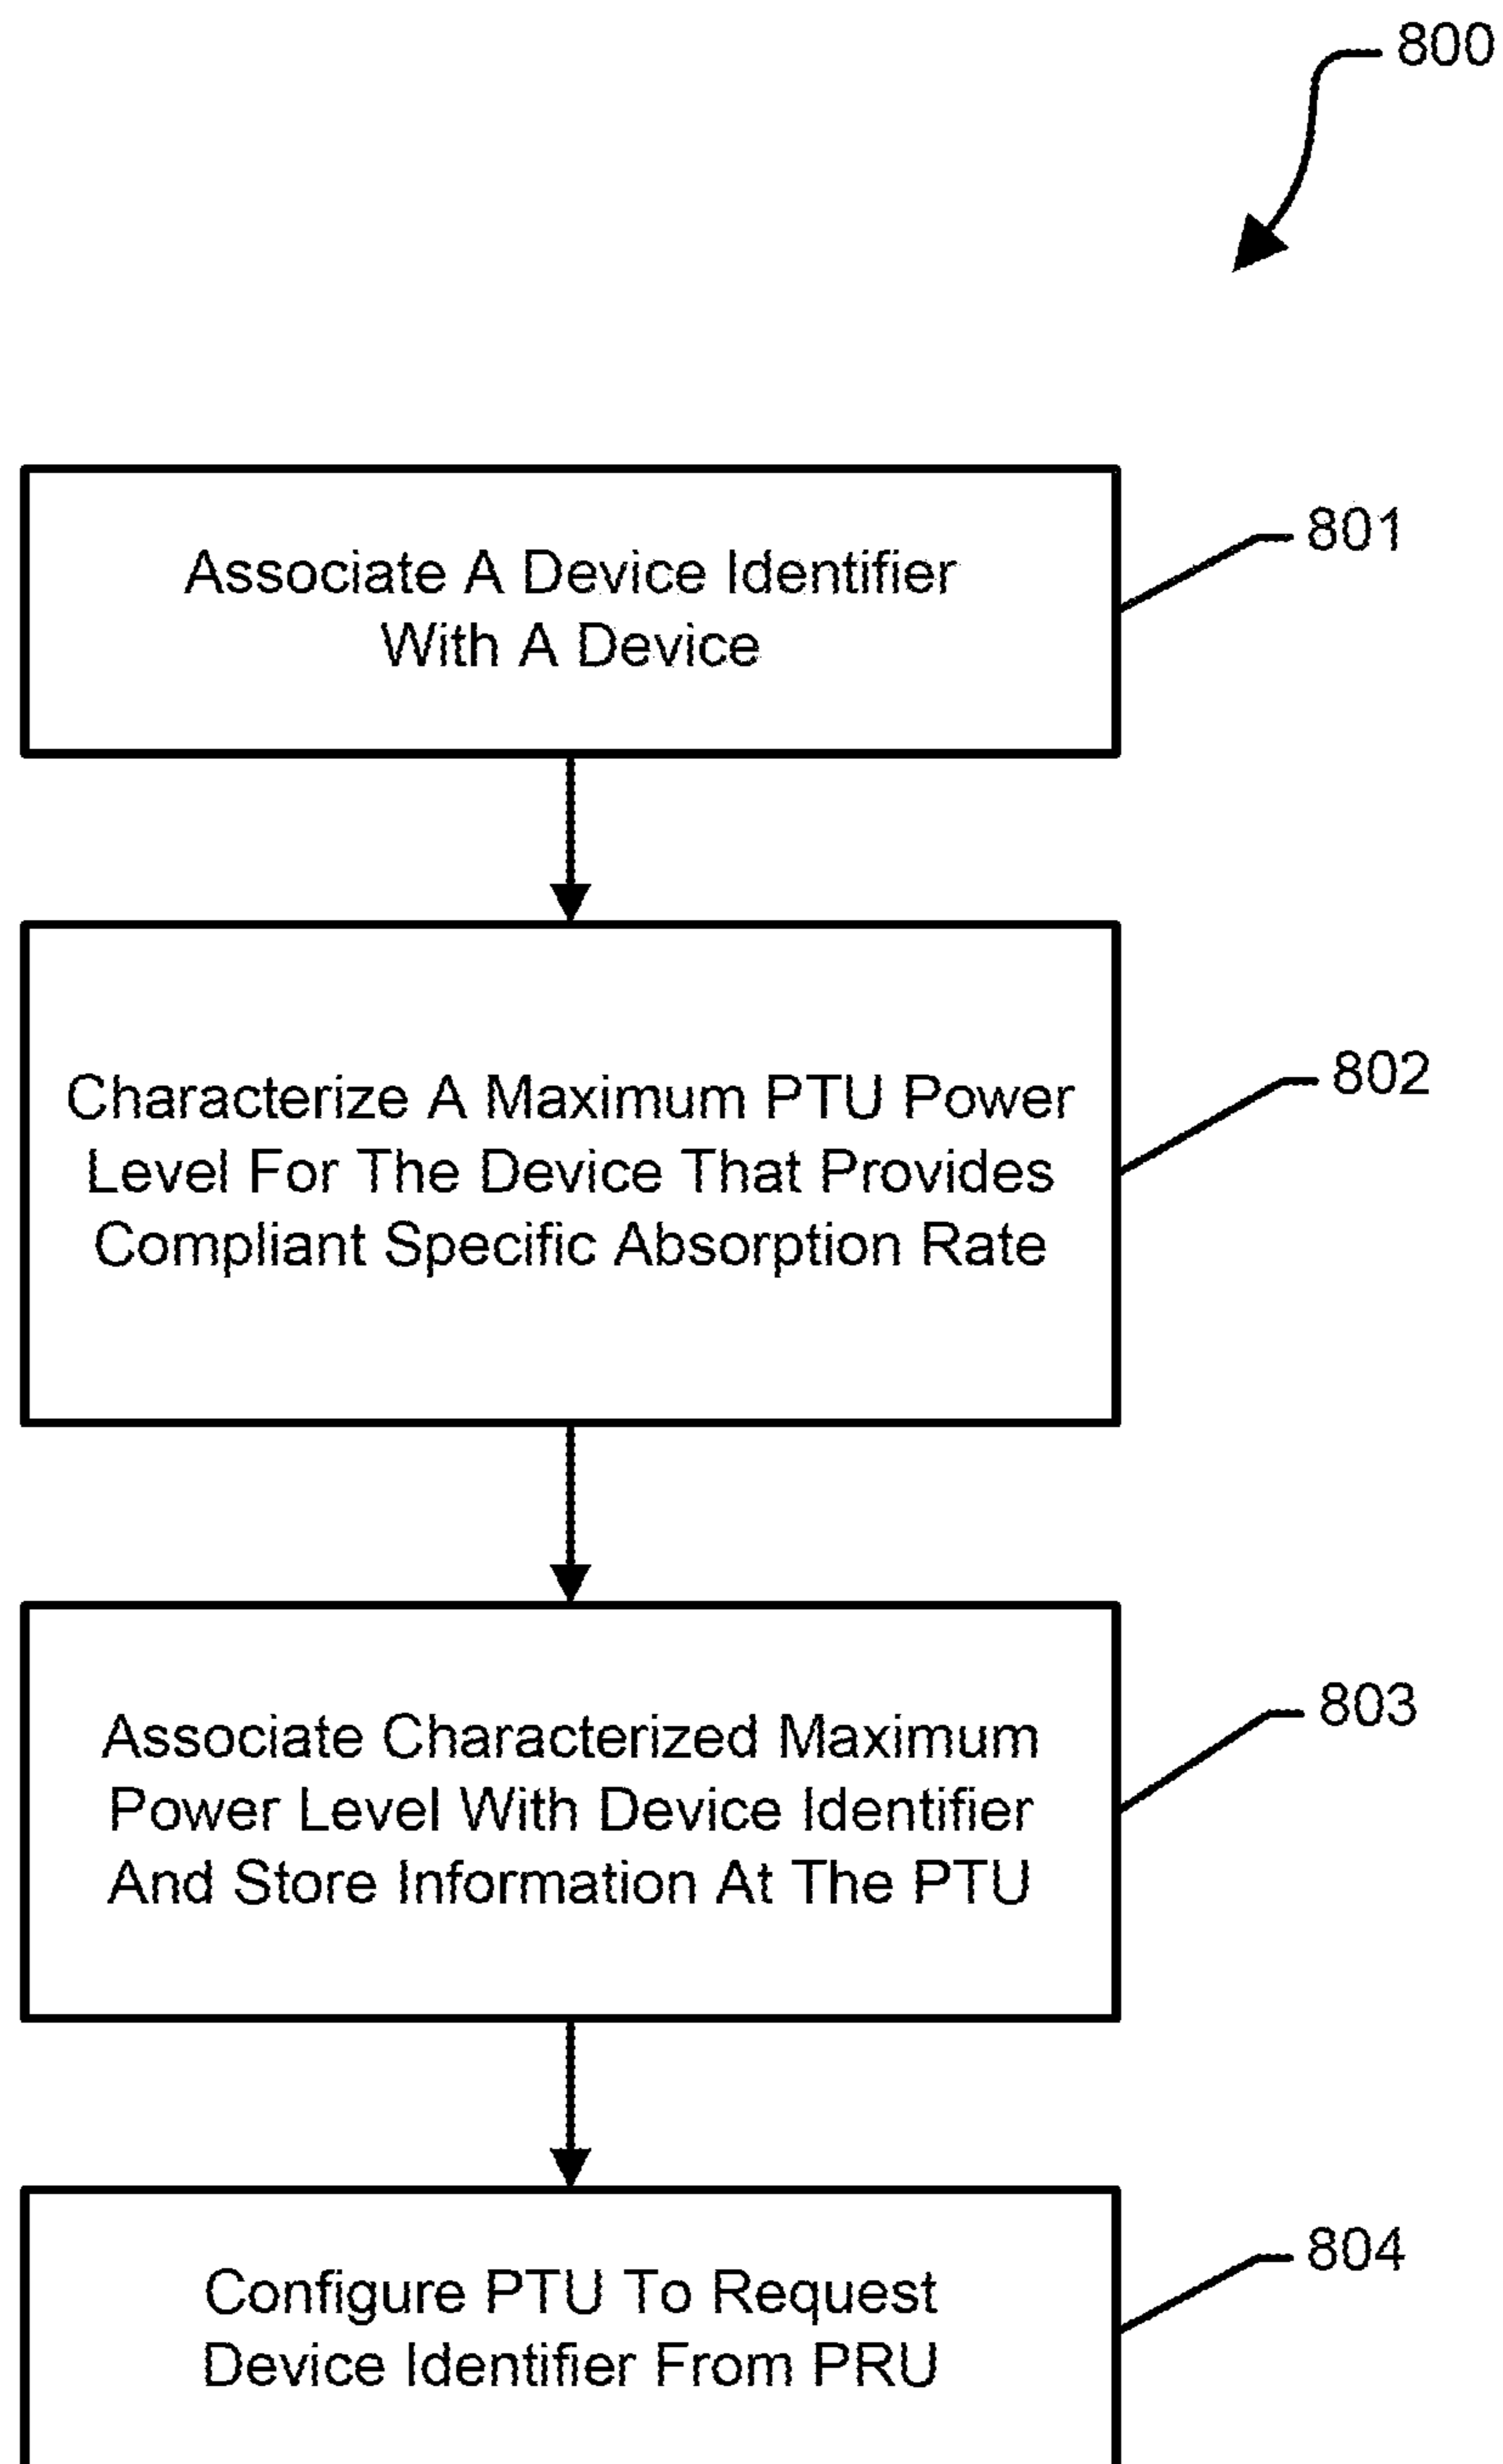 800
Associate A Device Identifier
With A Device
801
Characterize A Maximum PTU Power
Level For The Device That Provides
Compliant Specific Absorption Rate
802
Associate Characterized Maximum
Power Level With Device Identifier
And Store Information At The PTU
803
Configure PTU To Request
Device Identifier From PRU
804